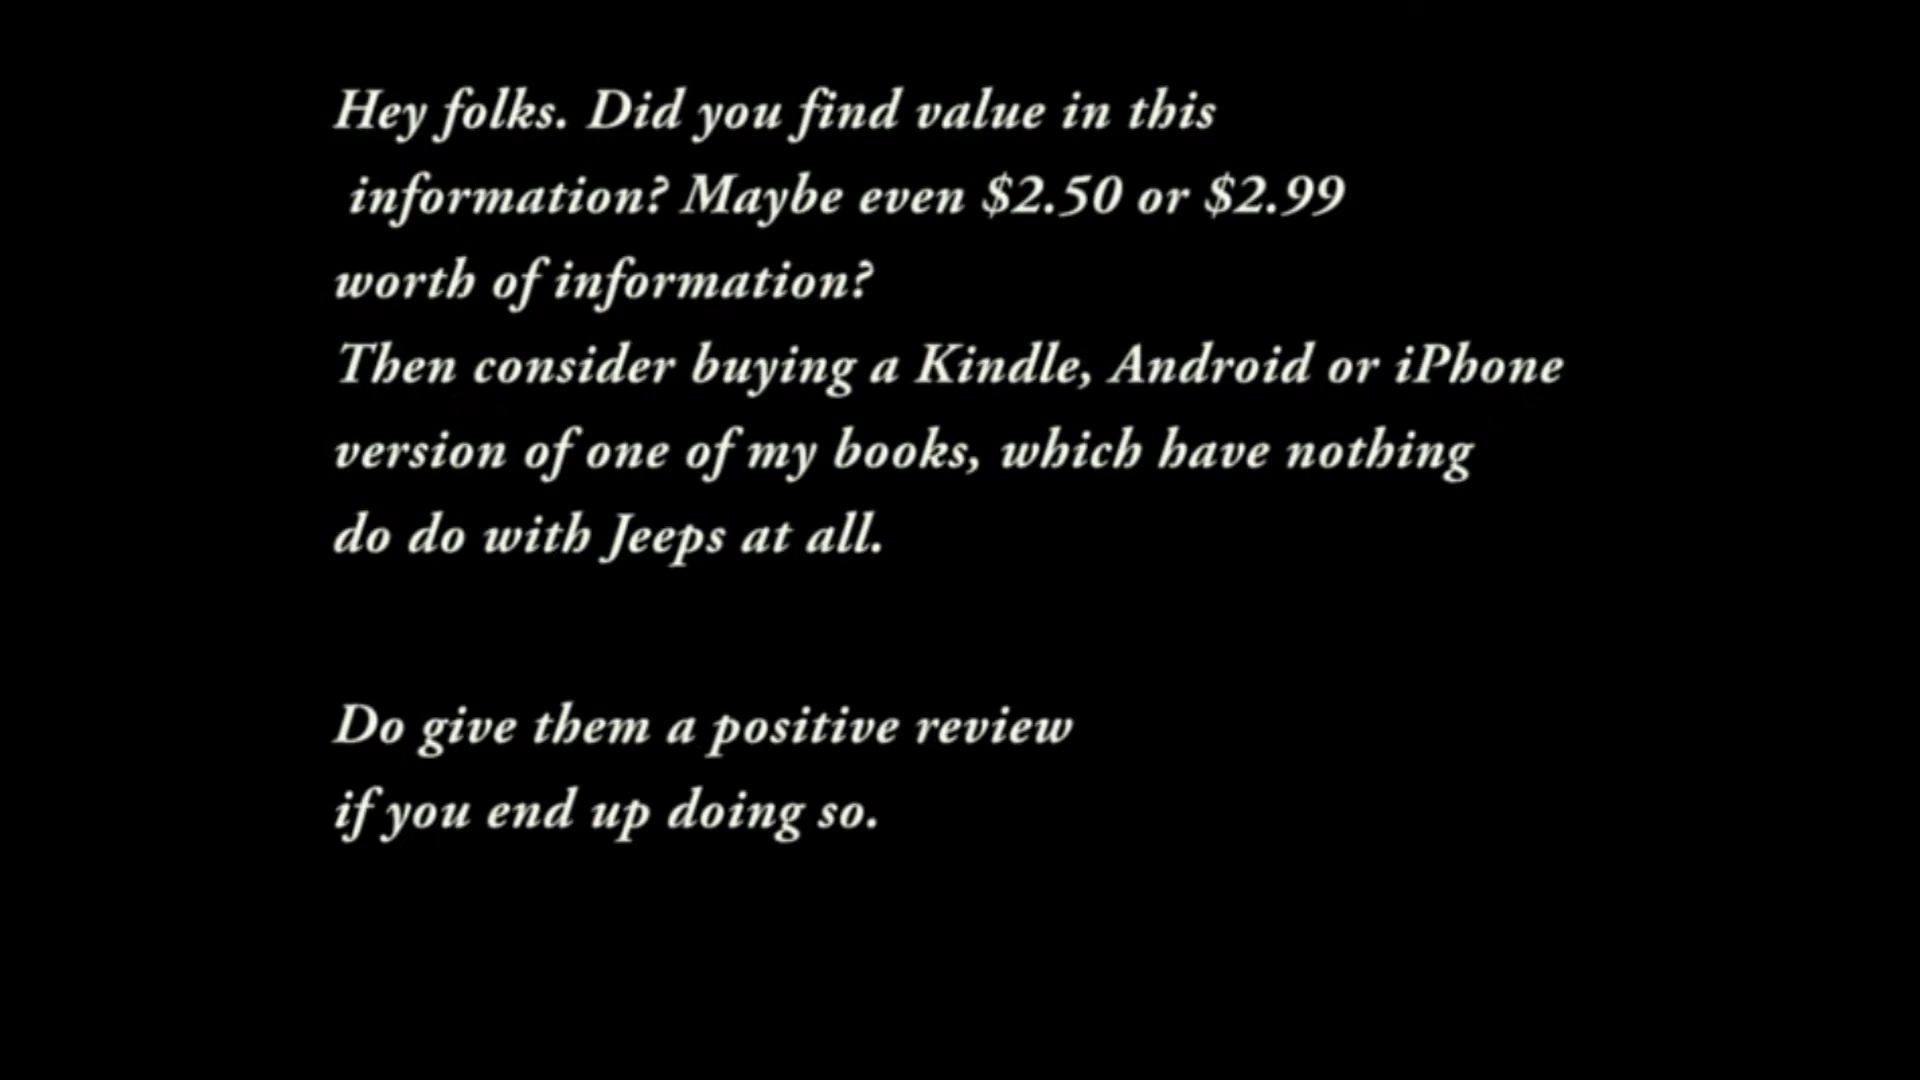 Hey folks. Did you find value in this
information? Maybe even $2.50 or $2.99
worth of information?
Then consider buying a Kindle, Android or iPhone
version of one of my books, which have nothing
do do with Jeeps at all.
Do give them a positive review
if you end up doing so.